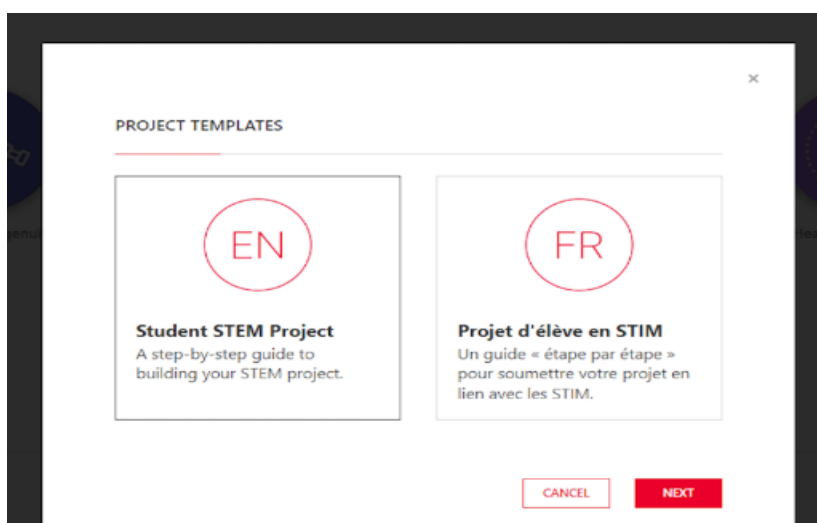 ×
PROJECT TEMPLATES
EN
Student STEM Project
A step-by-step guide to
building your STEM project.
FR
Projet d'élève en STIM
Un guide « étape par étape »
pour soumettre votre projet en
lien avec les STIM.
CANCEL
NEXT